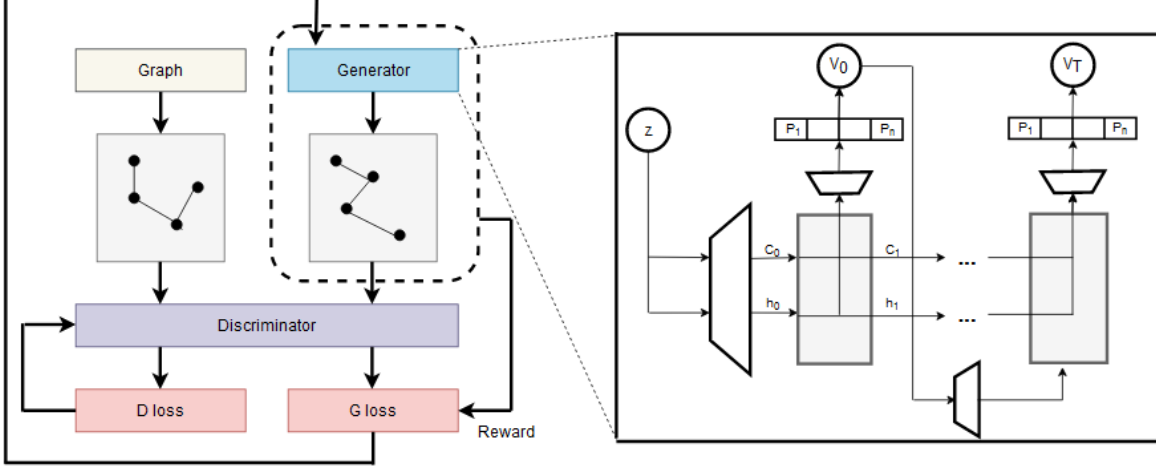 Graph
Generator
Discriminator
D loss
G loss
Reward
z
V0
VT
P1 Pn
P1 Pn
C0
C1
...
h0
h1
...